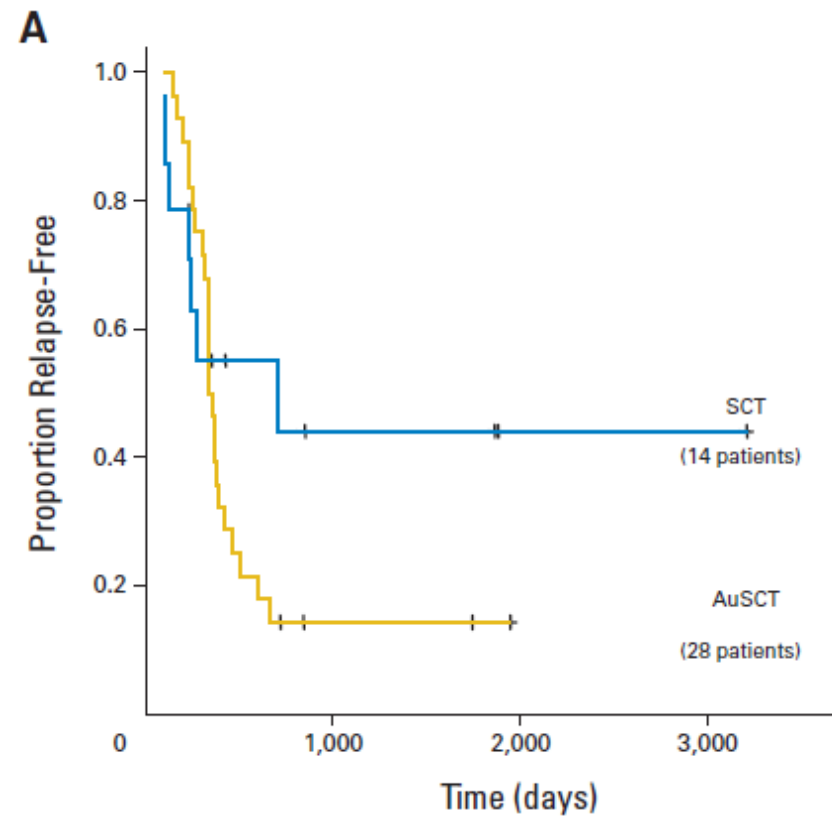 A
Proportion Relapse-Free
1.0
0.8
0.6
0.4
0.2
SCT
(14 patients)
AuSCT
(28 patients)
0
1,000
2,000
3,000
Time (days)